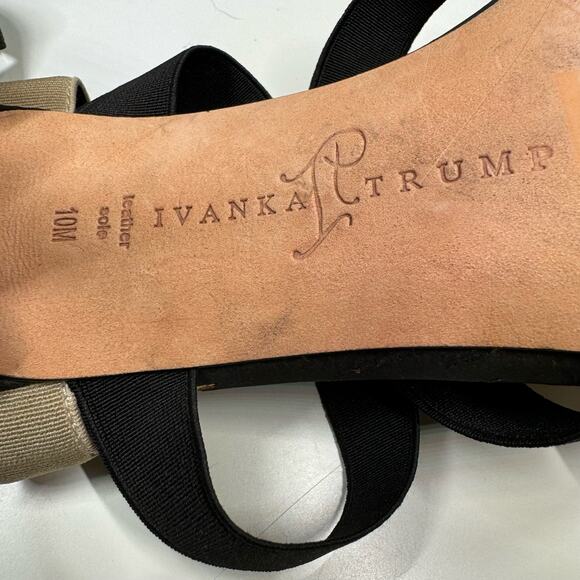 IVANKA TRUMP
leather
sole
10M